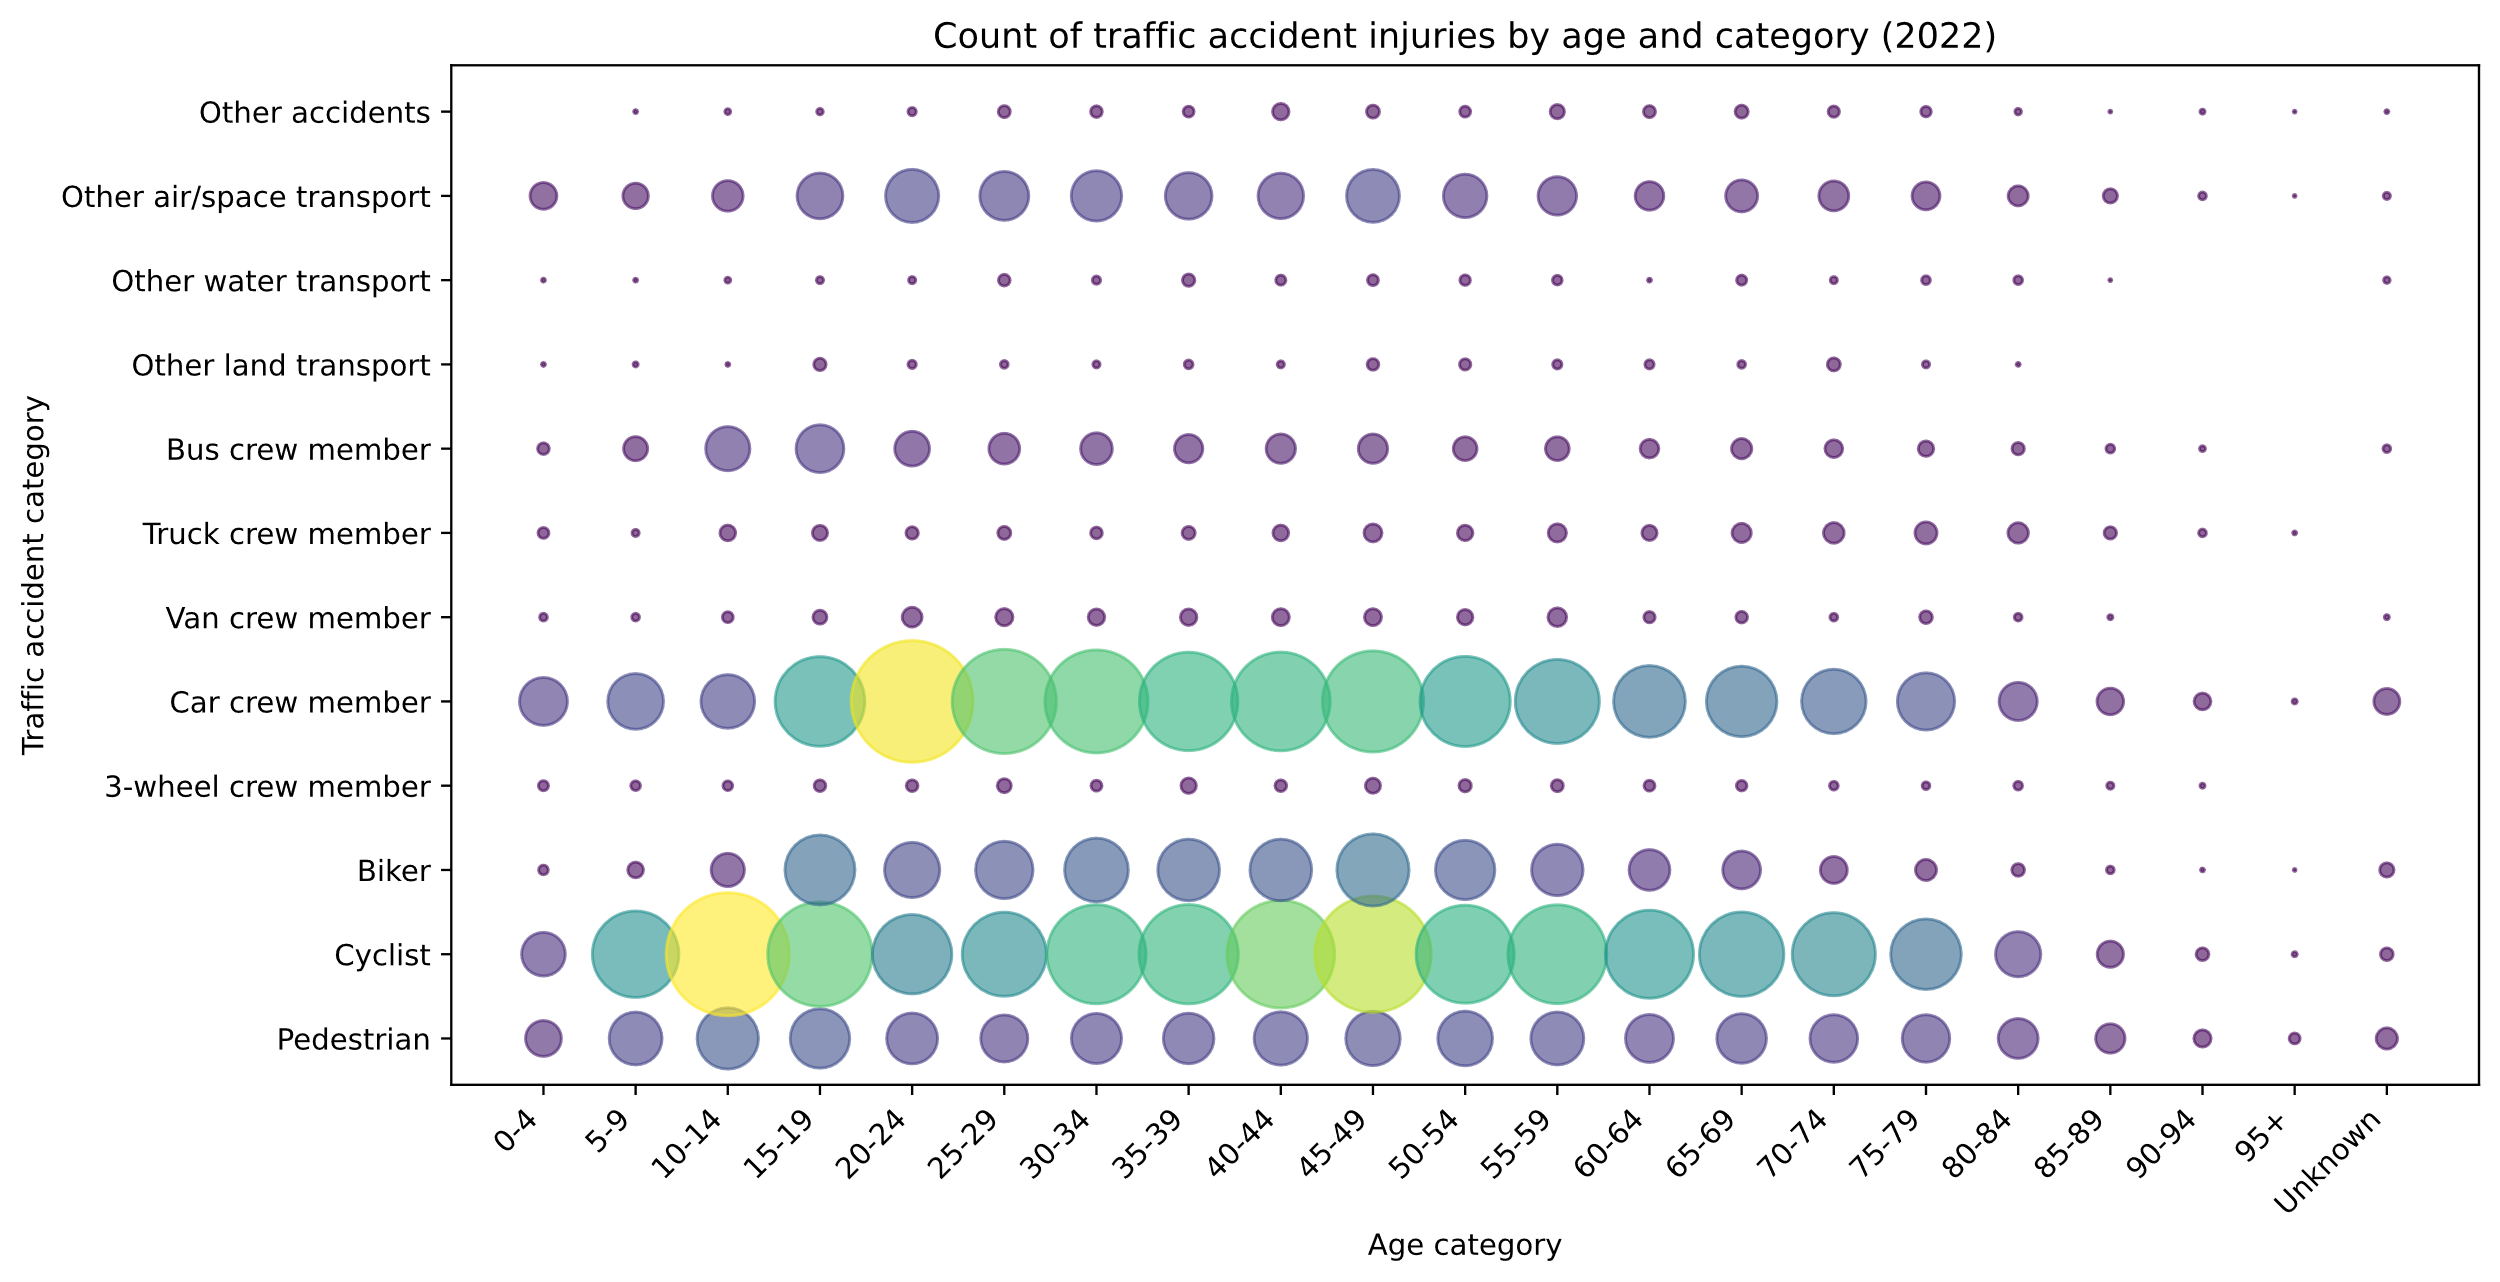 Count of traffic accident injuries by age and category (2022)
Other accidents
Other air/space transport
Other water transport
Other land transport
Bus crew member
Truck crew member
Van crew member
Car crew member
3-wheel crew member
Biker
Cyclist
Pedestrian
Traffic acccident category
0-4
5-9
10-14
15-19
20-24
25-29
30-34
35-39
40-44
45-49
50-54
55-59
60-64
65-69
70-74
75-79
80-84
85-89
90-94
95+
Unknown
Age category